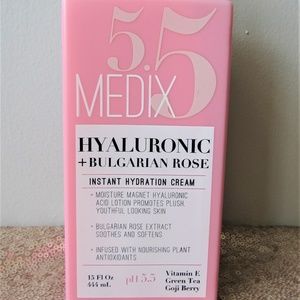 5.5
MEDIX
HYALURONIC
+ BULGARIAN ROSE
INSTANT HYDRATION CREAM
• MOISTURE MAGNET HYALURONIC
ACID LOTION PROMOTES PLUSH,
YOUTHFUL LOOKING SKIN
• BULGARIAN ROSE EXTRACT
SOOTHES AND SOFTENS
• INFUSED WITH NOURISHING PLANT
ANTIOXIDANTS
15 Fl Oz
444 mL
pH 5.5
Vitamin E
Green Tea
Goji Berry